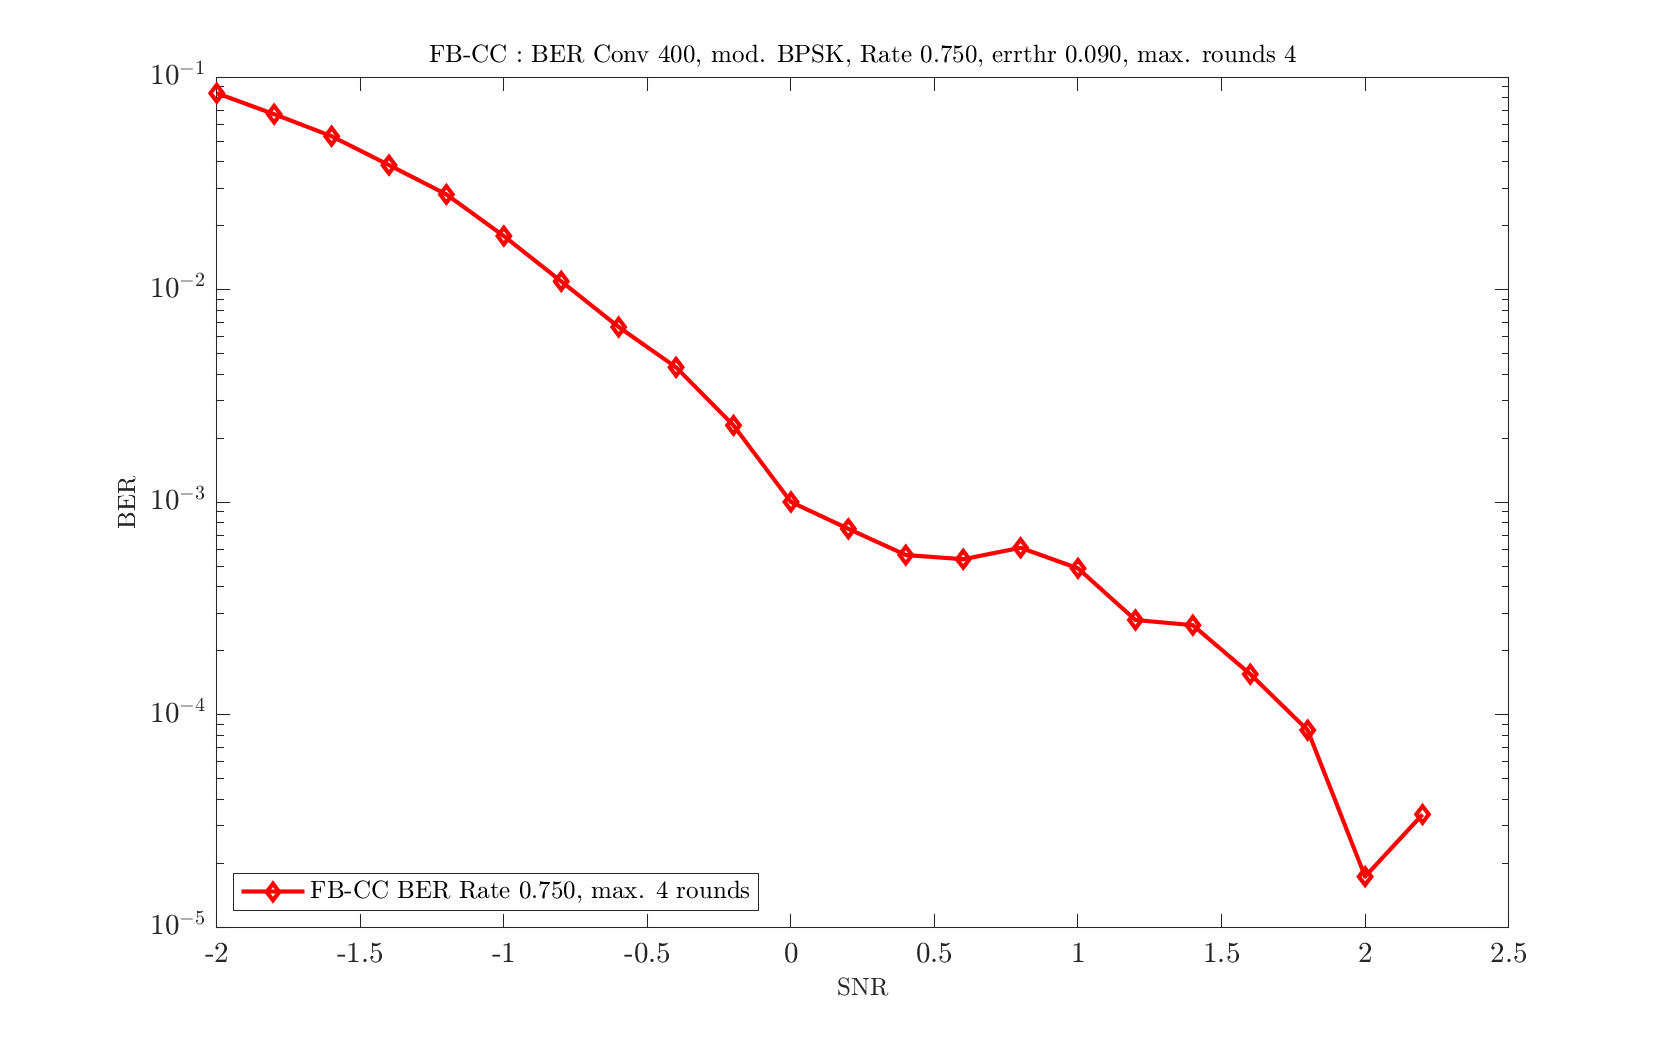 FB-CC : BER Conv 400, mod. BPSK, Rate 0.750, errthr 0.090, max. rounds 4
10^{-1}
10^{-2}
10^{-3}
10^{-4}
10^{-5}
BER
FB-CC BER Rate 0.750, max. 4 rounds
-2 -1.5 -1 -0.5 0 0.5 1 1.5 2 2.5
SNR